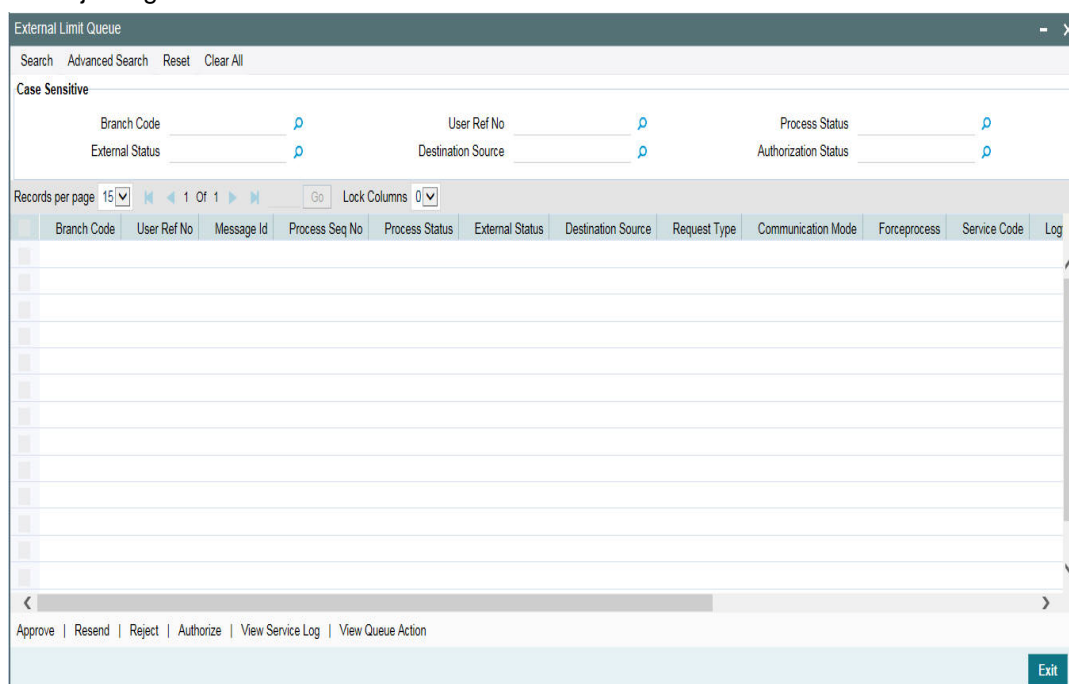 External Limit Queue
Search Advanced Search Reset Clear All
Case Sensitive
Branch Code User Ref No Process Status
External Status Destination Source Authorization Status
Records per page 15 1 Of 1 Go Lock Columns 0
Branch Code User Ref No Message Id Process Seq No Process Status External Status Destination Source Request Type Communication Mode Forceprocess Service Code
Approve | Resend | Reject | Authorize | View Service Log | View Queue Action
Exit